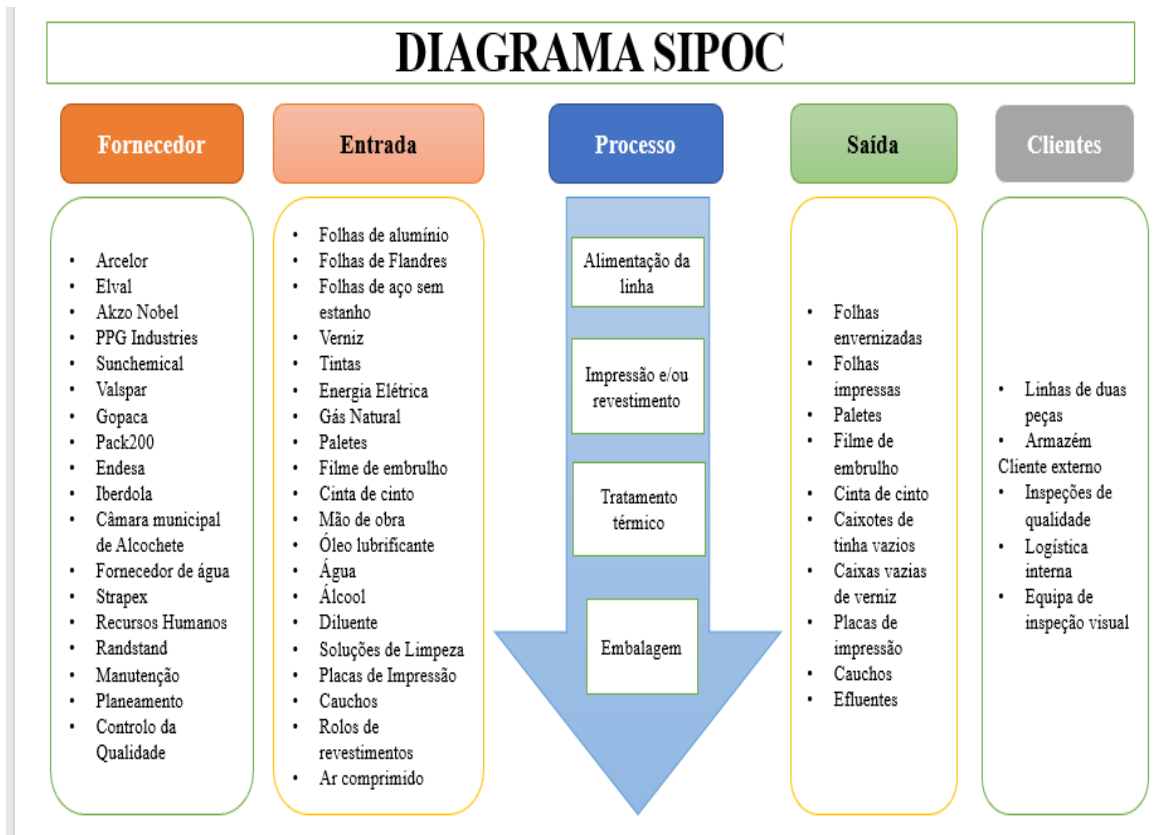 DIAGRAMA SIPOC
Fornecedor
Entrada
Processo
Saída
Clientes
• Arcelor
• Elval
• Akzo Nobel
• PPG Industries
• Sunchemical
• Valspar
• Gopaca
• Pack200
• Endesa
• Iberdola
• Câmara municipal
de Alcochete
• Fornecedor de água
• Strapex
• Recursos Humanos
• Randstand
• Manutenção
• Planeamento
• Controlo da
Qualidade
• Folhas de alumínio
• Folhas de Flandres
• Folhas de aço sem
estanho
• Verniz
• Tintas
• Energia Elétrica
• Gás Natural
• Paletes
• Filme de embrulho
• Cinta de cinto
• Mão de obra
• Óleo lubrificante
• Água
• Álcool
• Diluente
• Soluções de Limpeza
• Placas de Impressão
• Cauchos
• Rolos de
revestimentos
• Ar comprimido
Alimentação da
linha
Impressão e/ou
revestimento
Tratamento
térmico
Embalagem
• Folhas
envernizadas
• Folhas
impressas
• Paletes
• Filme de
embrulho
• Cinta de cinto
• Caixotes de
tinha vazios
• Caixas vazias
de verniz
• Placas de
impressão
• Cauchos
• Efluentes
• Linhas de duas
peças
• Armazém
Cliente externo
• Inspeções de
qualidade
• Logística
interna
• Equipa de
inspeção visual